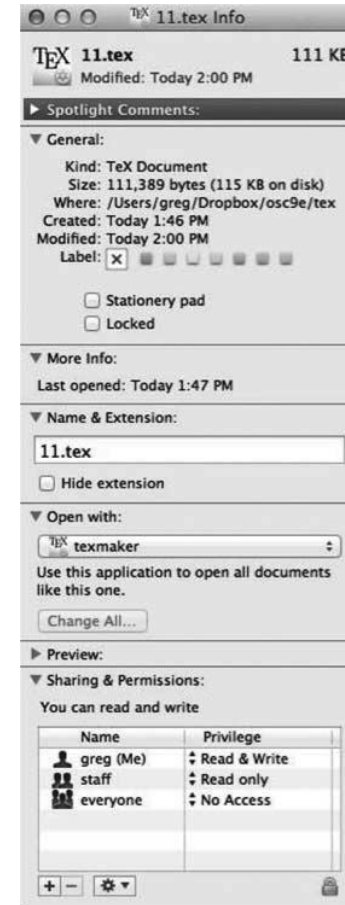 TEX 11.tex Info
TEX 11.tex 111 KB
Modified: Today 2:00 PM
Spotlight Comments:
General:
Kind: TeX Document
Size: 111,389 bytes (115 KB on disk)
Where: /Users/greg/Dropbox/osc9e/tex
Created: Today 1:46 PM
Modified: Today 2:00 PM
Label: x
Stationery pad
Locked
More Info:
Last opened: Today 1:47 PM
Name & Extension:
11.tex
Hide extension
Open with:
TEX texmaker
Use this application to open all documents
like this one.
Change All...
Preview:
Sharing & Permissions:
You can read and write
Name Privilege
greg (Me) Read & Write
staff Read only
everyone No Access